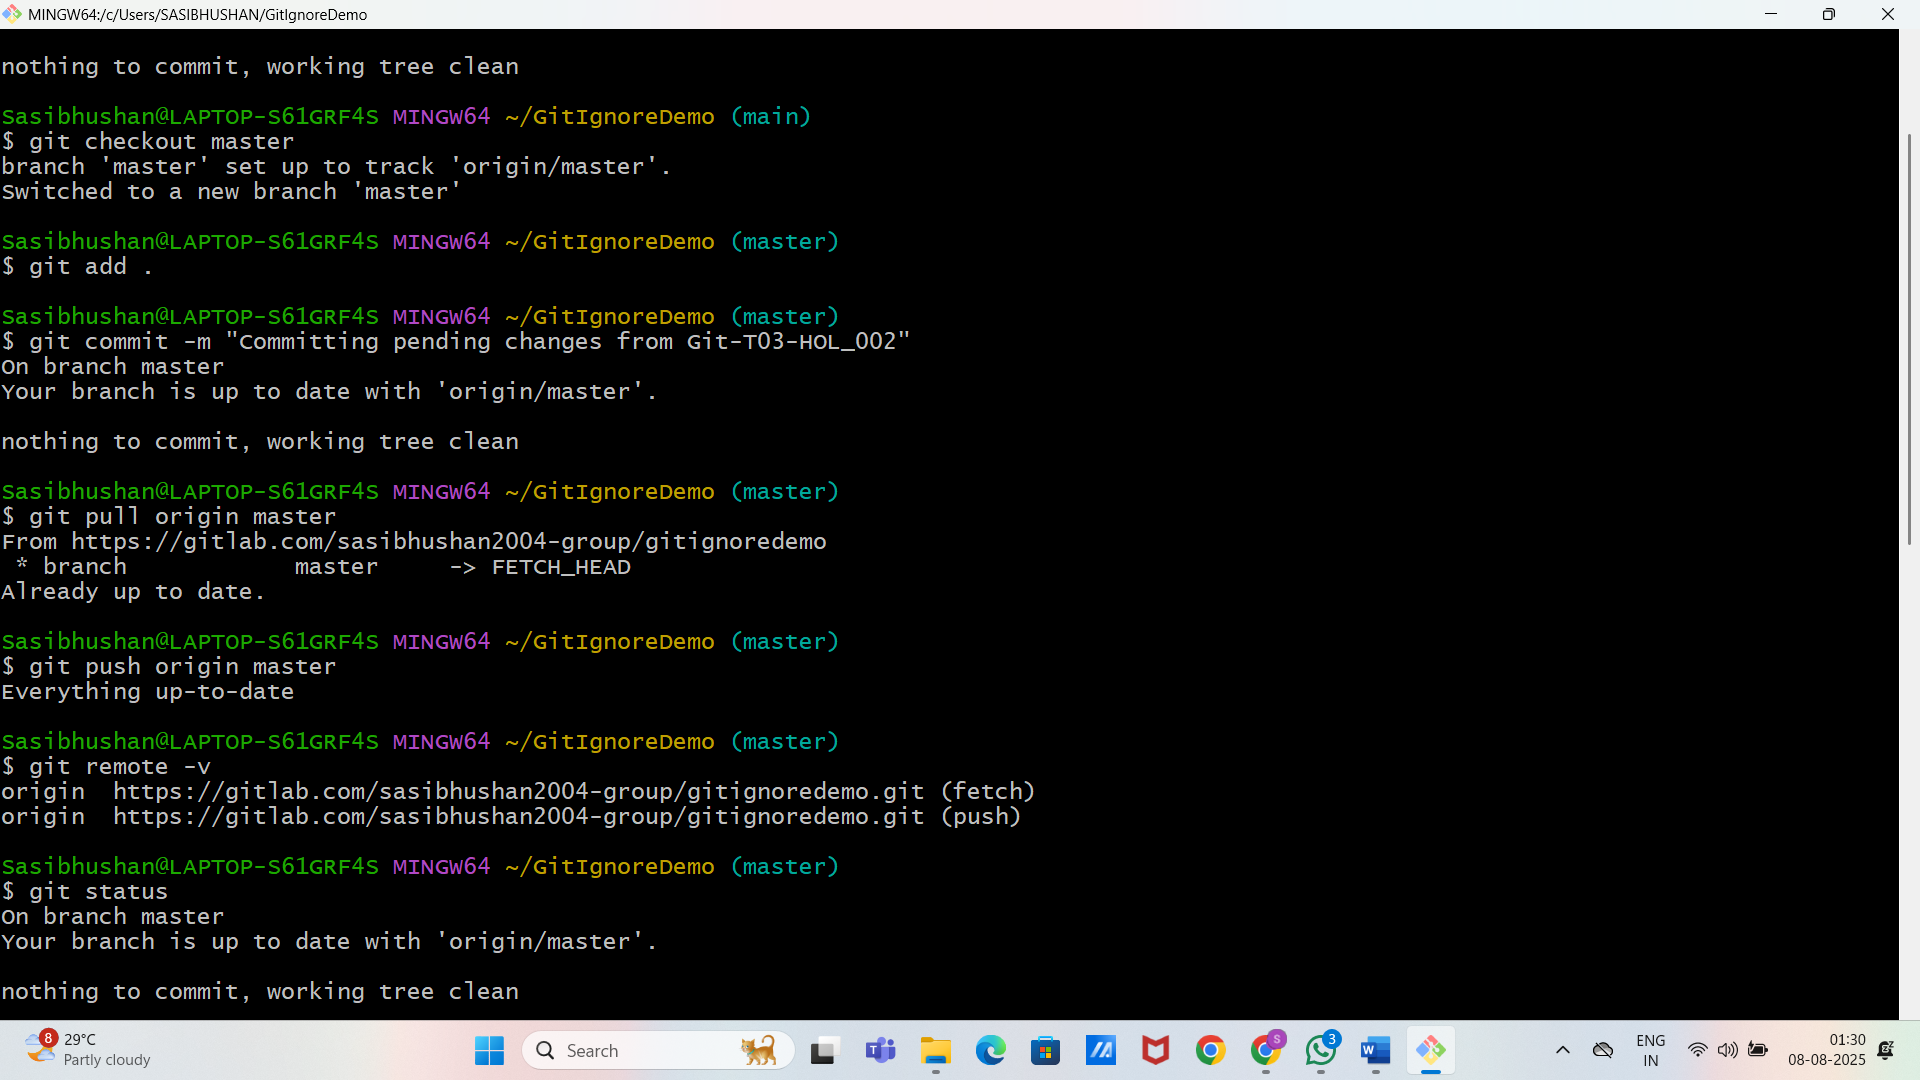 MINGW64:/c/Users/SASIBHUSHAN/GitIgnoreDemo
nothing to commit, working tree clean
Sasibhushan@LAPTOP-S61GRF4S MINGW64 ~/GitIgnoreDemo (main)
$ git checkout master
branch 'master' set up to track 'origin/master'.
Switched to a new branch 'master'
Sasibhushan@LAPTOP-S61GRF4S MINGW64 ~/GitIgnoreDemo (master)
$ git add .
Sasibhushan@LAPTOP-S61GRF4S MINGW64 ~/GitIgnoreDemo (master)
$ git commit -m "Committing pending changes from Git-T03-HOL_002"
On branch master
Your branch is up to date with 'origin/master'.
nothing to commit, working tree clean
Sasibhushan@LAPTOP-S61GRF4S MINGW64 ~/GitIgnoreDemo (master)
$ git pull origin master
From https://gitlab.com/sasibhushan2004-group/gitignoredemo
 * branch            master     -> FETCH_HEAD
Already up to date.
Sasibhushan@LAPTOP-S61GRF4S MINGW64 ~/GitIgnoreDemo (master)
$ git push origin master
Everything up-to-date
Sasibhushan@LAPTOP-S61GRF4S MINGW64 ~/GitIgnoreDemo (master)
$ git remote -v
origin  https://gitlab.com/sasibhushan2004-group/gitignoredemo.git (fetch)
origin  https://gitlab.com/sasibhushan2004-group/gitignoredemo.git (push)
Sasibhushan@LAPTOP-S61GRF4S MINGW64 ~/GitIgnoreDemo (master)
$ git status
On branch master
Your branch is up to date with 'origin/master'.
nothing to commit, working tree clean
8
29°C
Partly cloudy
Search
T
S
3
W
ENG
IN
01:30
08-08-2025